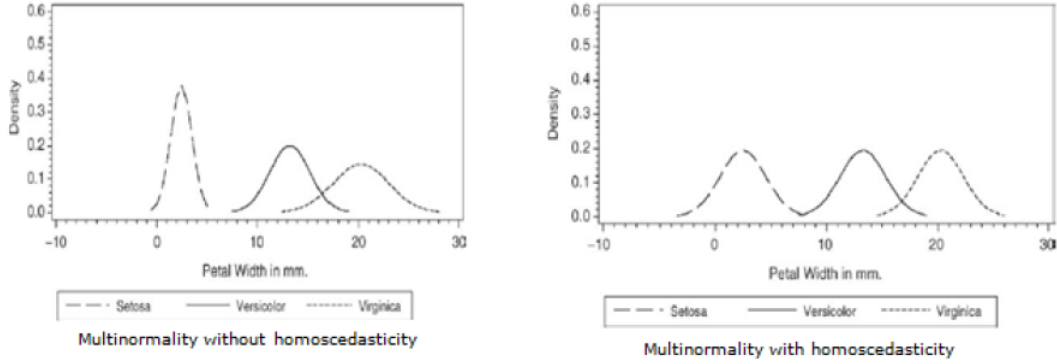 0.6
0.5
0.4
0.3
0.2
0.1
0.0
Density
-10 0 10 20 30
Petal Width in mm.
Setosa Versicolor Virginica
Multinormality without homoscedasticity
0.6
0.5
0.4
0.3
0.2
0.1
0.0
Density
-10 0 10 20 30
Petal Width in mm.
Setosa Versicolor Virginica
Multinormality with homoscedasticity